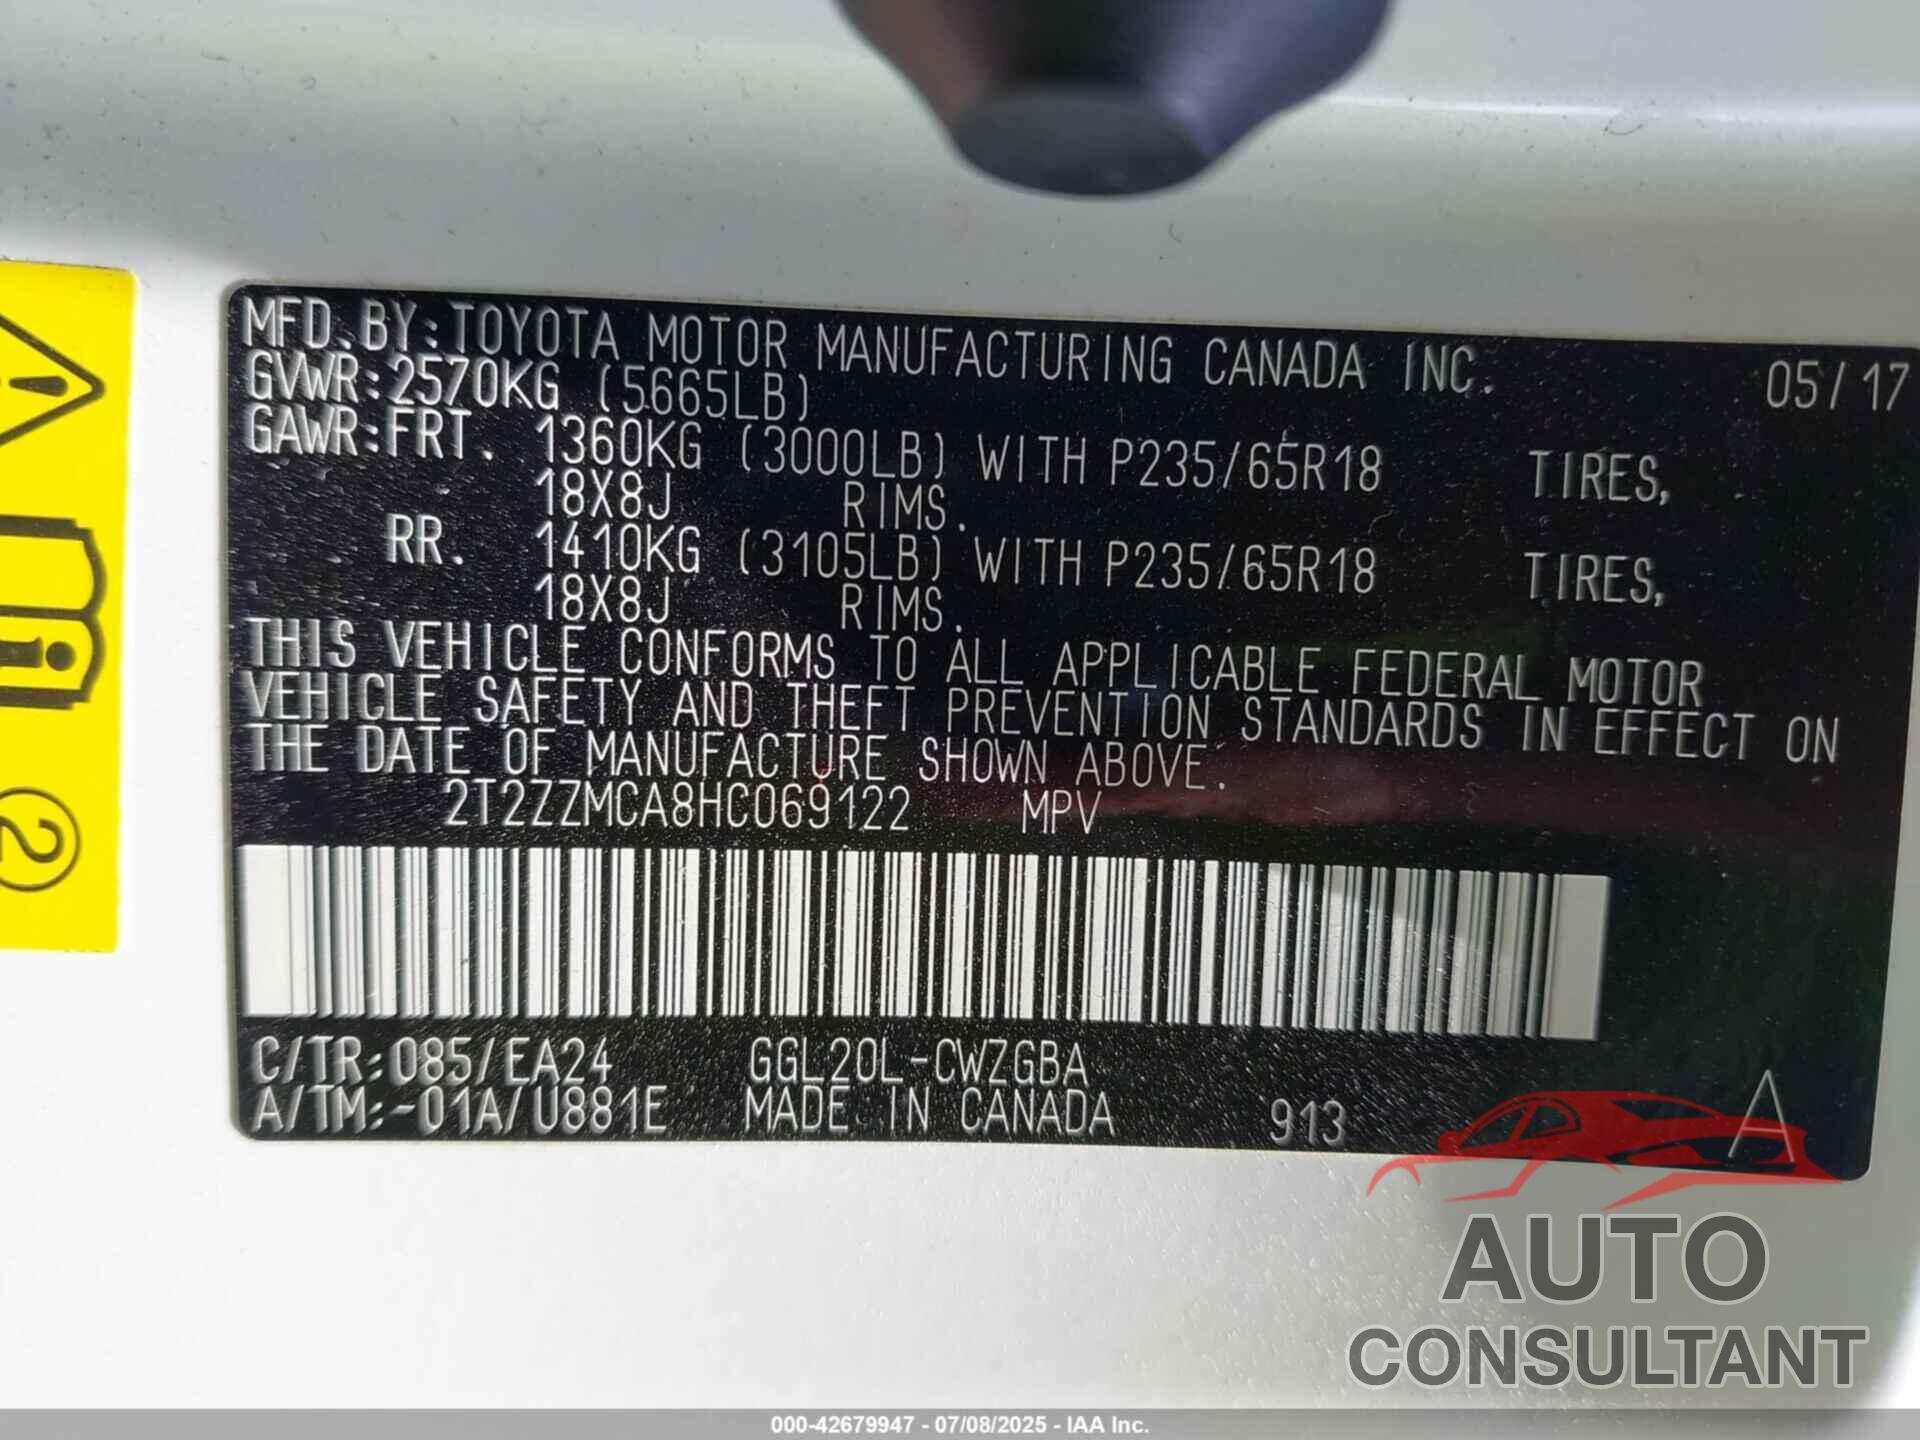 MFD. BY: TOYOTA MOTOR MANUFACTURING CANADA INC. 05/17
GVWR: 2570KG (5665LB)
GAWR: FRT. 1360KG (3000LB) WITH P235/65R18 TIRES,
18X8J RIMS.
RR. 1410KG (3105LB) WITH P235/65R18 TIRES,
18X8J RIMS.
THIS VEHICLE CONFORMS TO ALL APPLICABLE FEDERAL MOTOR
VEHICLE SAFETY AND THEFT PREVENTION STANDARDS IN EFFECT ON
THE DATE OF MANUFACTURE SHOWN ABOVE.
2T2ZZMCA8HC069122 MPV
C/TR: 085/EA24 GGL20L-CWZGBA
A/TM: -01A/U881E MADE IN CANADA 913 A
2
AUTO
CONSULTANT
000-42679947 - 07/08/2025 - IAA Inc.